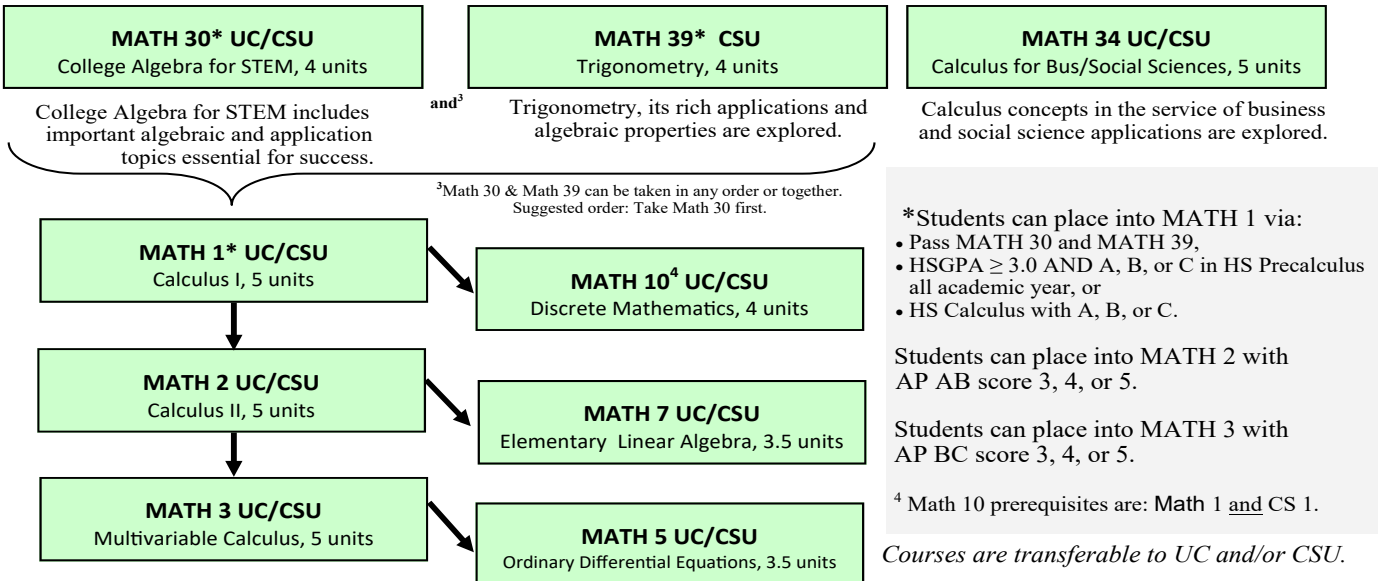 MATH 30* UC/CSU
College Algebra for STEM, 4 units
MATH 39* CSU
Trigonometry, 4 units
MATH 34 UC/CSU
Calculus for Bus/Social Sciences, 5 units
College Algebra for STEM includes
important algebraic and application
topics essential for success.
and³
Trigonometry, its rich applications and
algebraic properties are explored.
Calculus concepts in the service of business
and social science applications are explored.
³Math 30 & Math 39 can be taken in any order or together.
Suggested order: Take Math 30 first.
MATH 1* UC/CSU
Calculus I, 5 units
MATH 10⁴ UC/CSU
Discrete Mathematics, 4 units
MATH 2 UC/CSU
Calculus II, 5 units
MATH 7 UC/CSU
Elementary Linear Algebra, 3.5 units
MATH 3 UC/CSU
Multivariable Calculus, 5 units
MATH 5 UC/CSU
Ordinary Differential Equations, 3.5 units
*Students can place into MATH 1 via:
• Pass MATH 30 and MATH 39,
• HSGPA ≥ 3.0 AND A, B, or C in HS Precalculus
all academic year, or
• HS Calculus with A, B, or C.
Students can place into MATH 2 with
AP AB score 3, 4, or 5.
Students can place into MATH 3 with
AP BC score 3, 4, or 5.
⁴ Math 10 prerequisites are: Math 1 and CS 1.
Courses are transferable to UC and/or CSU.